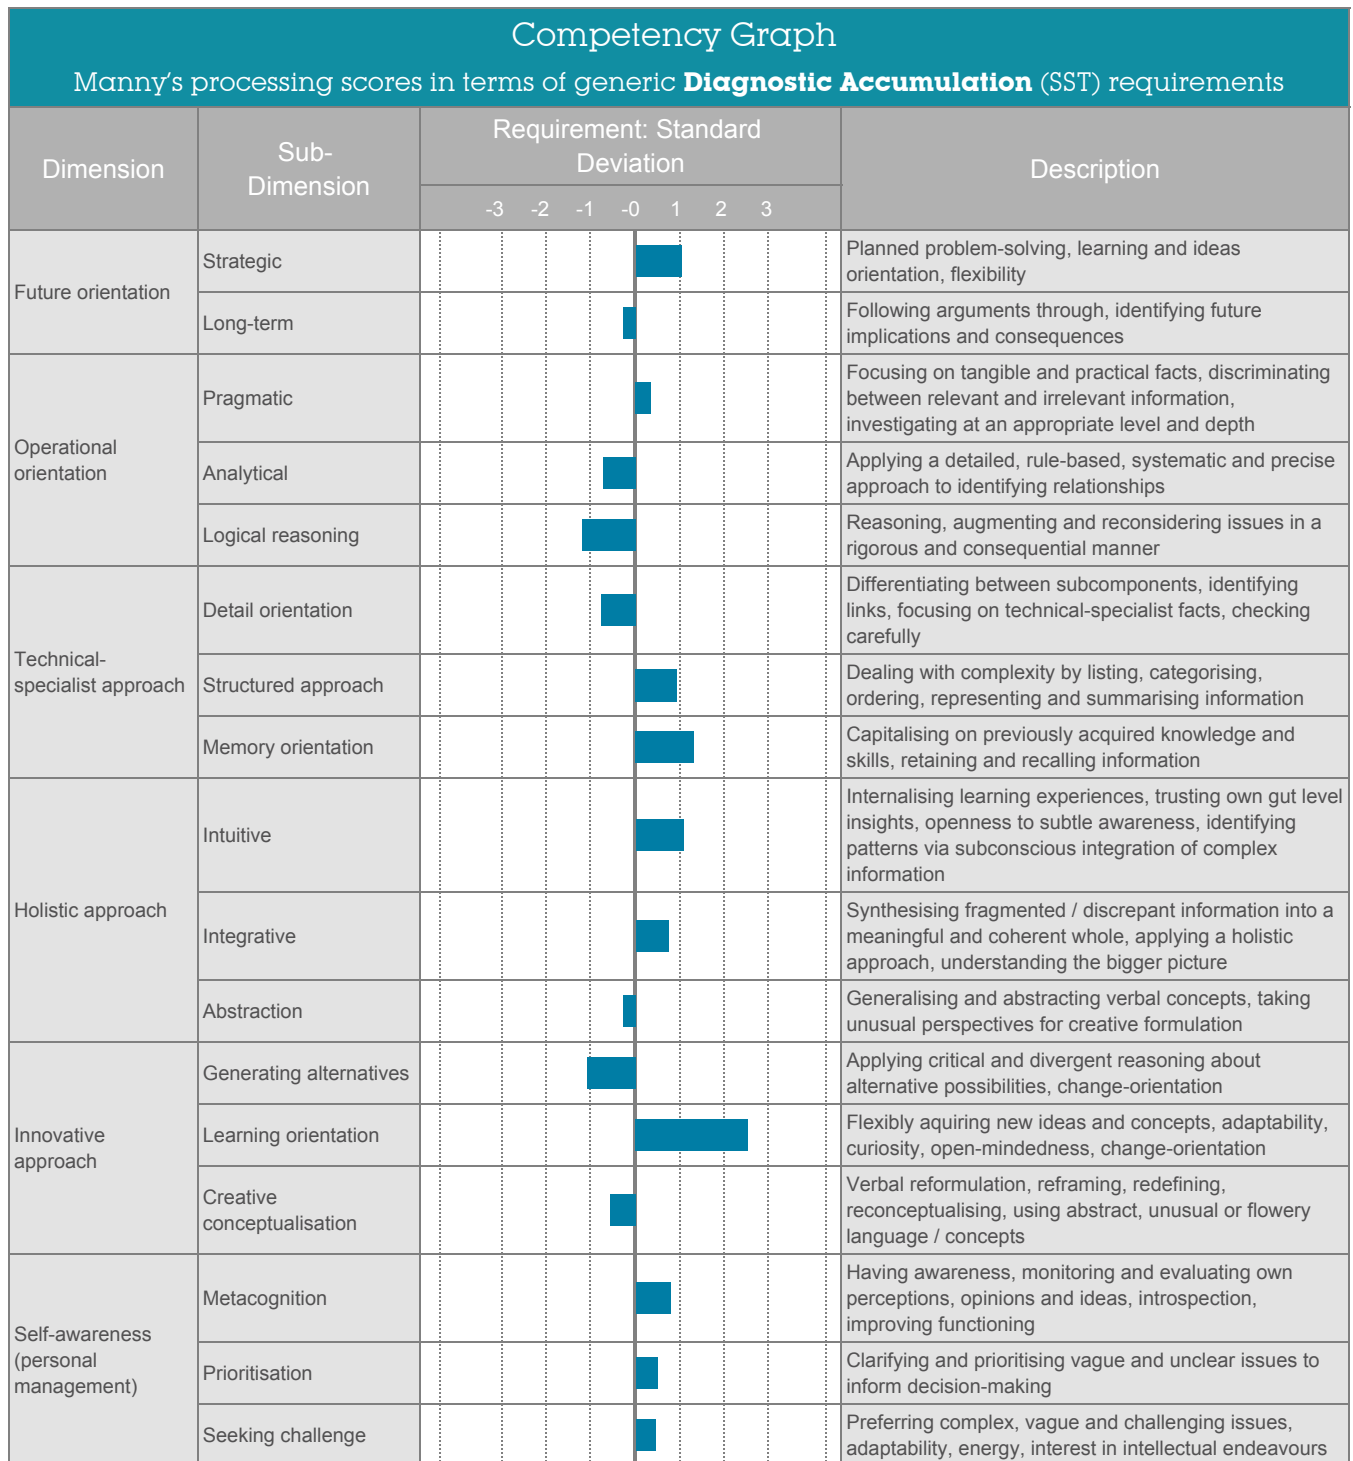 Competency Graph
Manny's processing scores in terms of generic Diagnostic Accumulation (SST) requirements
Dimension
Sub-
Dimension
Requirement: Standard
Deviation
-3 -2 -1 -0 1 2 3
Description
Future orientation
Strategic
Planned problem-solving, learning and ideas
orientation, flexibility
Long-term
Following arguments through, identifying future
implications and consequences
Operational
orientation
Pragmatic
Focusing on tangible and practical facts, discriminating
between relevant and irrelevant information,
investigating at an appropriate level and depth
Analytical
Applying a detailed, rule-based, systematic and precise
approach to identifying relationships
Logical reasoning
Reasoning, augmenting and reconsidering issues in a
rigorous and consequential manner
Technical-
specialist approach
Detail orientation
Differentiating between subcomponents, identifying
links, focusing on technical-specialist facts, checking
carefully
Structured approach
Dealing with complexity by listing, categorising,
ordering, representing and summarising information
Memory orientation
Capitalising on previously acquired knowledge and
skills, retaining and recalling information
Holistic approach
Intuitive
Internalising learning experiences, trusting own gut level
insights, openness to subtle awareness, identifying
patterns via subconscious integration of complex
information
Integrative
Synthesising fragmented / discrepant information into a
meaningful and coherent whole, applying a holistic
approach, understanding the bigger picture
Abstraction
Generalising and abstracting verbal concepts, taking
unusual perspectives for creative formulation
Innovative
approach
Generating alternatives
Applying critical and divergent reasoning about
alternative possibilities, change-orientation
Learning orientation
Flexibly aquiring new ideas and concepts, adaptability,
curiosity, open-mindedness, change-orientation
Creative
conceptualisation
Verbal reformulation, reframing, redefining,
reconceptualising, using abstract, unusual or flowery
language / concepts
Self-awareness
(personal
management)
Metacognition
Having awareness, monitoring and evaluating own
perceptions, opinions and ideas, introspection,
improving functioning
Prioritisation
Clarifying and prioritising vague and unclear issues to
inform decision-making
Seeking challenge
Preferring complex, vague and challenging issues,
adaptability, energy, interest in intellectual endeavours